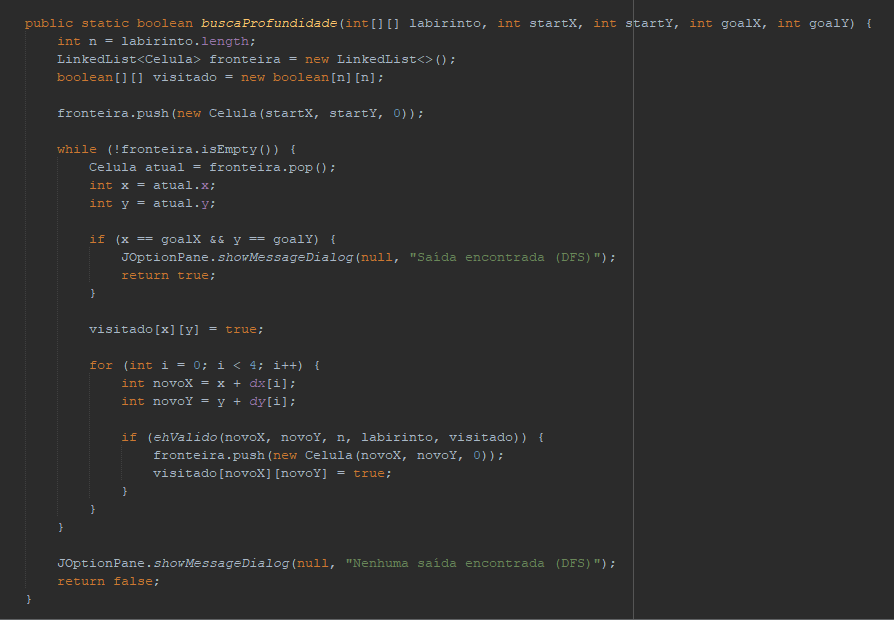 public static boolean buscaProfundidade(int[][] labirinto, int startX, int startY, int goalX, int goalY) {
    int n = labirinto.length;
    LinkedList<Celula> fronteira = new LinkedList<>();
    boolean[][] visitado = new boolean[n][n];

    fronteira.push(new Celula(startX, startY, 0));

    while (!fronteira.isEmpty()) {
        Celula atual = fronteira.pop();
        int x = atual.x;
        int y = atual.y;

        if (x == goalX && y == goalY) {
            JOptionPane.showMessageDialog(null, "Saída encontrada (DFS)");
            return true;
        }

        visitado[x][y] = true;

        for (int i = 0; i < 4; i++) {
            int novoX = x + dx[i];
            int novoY = y + dy[i];

            if (ehValido(novoX, novoY, n, labirinto, visitado)) {
                fronteira.push(new Celula(novoX, novoY, 0));
                visitado[novoX][novoY] = true;
            }
        }
    }

    JOptionPane.showMessageDialog(null, "Nenhuma saída encontrada (DFS)");
    return false;
}